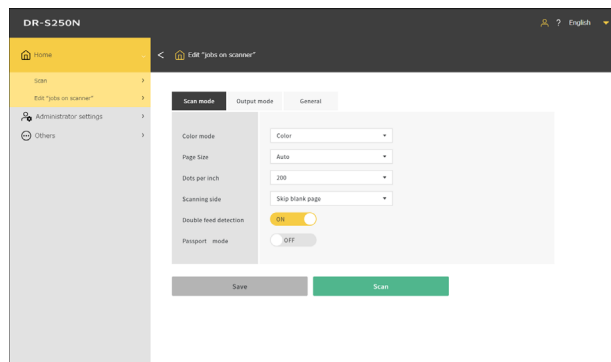 DR-S250N
? English
Home
< Edit "jobs on scanner"
Scan >
Edit "jobs on scanner" >
Administrator settings >
Others >
Scan mode Output mode General
Color mode Color
Page Size Auto
Dots per inch 200
Scanning side Skip blank page
Double feed detection ON
Passport mode OFF
Save Scan